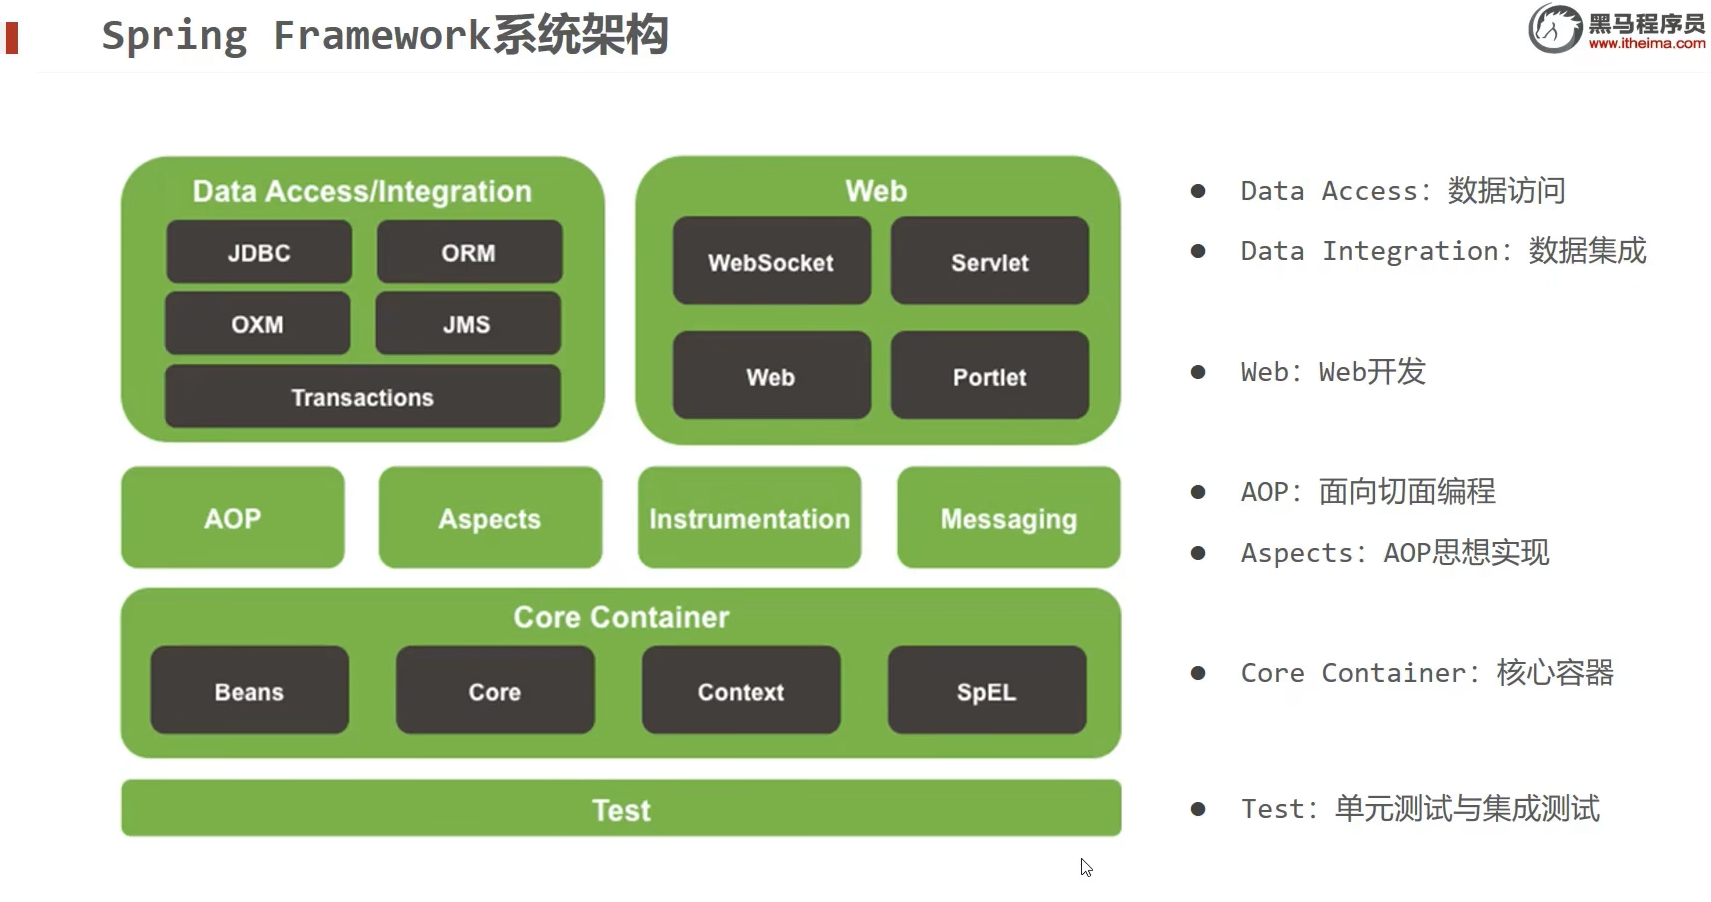 Spring Framework系统架构
黑马程序员
www.itheima.com
Data Access/Integration
JDBC
ORM
OXM
JMS
Transactions
Web
WebSocket
Servlet
Web
Portlet
AOP
Aspects
Instrumentation
Messaging
Core Container
Beans
Core
Context
SpEL
Test
● Data Access：数据访问
● Data Integration：数据集成
● Web：Web开发
● AOP：面向切面编程
● Aspects：AOP思想实现
● Core Container：核心容器
● Test：单元测试与集成测试